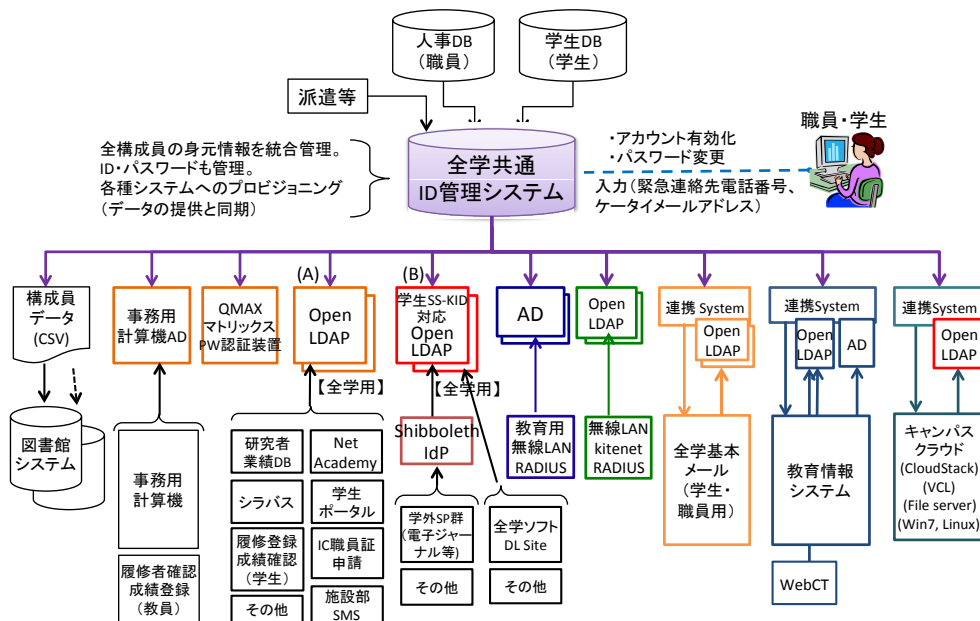 人事DB
(職員)
学生DB
(学生)
派遣等
全構成員の身元情報を統合管理。
ID・パスワードも管理。
各種システムへのプロビジョニング
(データの提供と同期)
全学共通
ID管理システム
・アカウント有効化
・パスワード変更
入力(緊急連絡先電話番号、
ケータイメールアドレス)
職員・学生
構成員
データ
(CSV)
事務用
計算機AD
QMAX
マトリックス
PW認証装置
(A)
Open
LDAP
【全学用】
(B)
学生SS-KID
対応
Open
LDAP
【全学用】
AD
Open
LDAP
連携 System
Open
LDAP
連携System
Open
LDAP
AD
連携System
Open
LDAP
図書館
システム
事務用
計算機
履修者確認
成績登録
(教員)
研究者
業績DB
Net
Academy
シラバス
学生
ポータル
履修登録
成績確認
(学生)
IC職員証
申請
その他
施設部
SMS
Shibboleth
IdP
学外SP群
(電子ジャー
ナル等)
その他
全学ソフト
DL Site
その他
教育用
無線LAN
RADIUS
無線LAN
kitenet
RADIUS
全学基本
メール
(学生・
職員用)
教育情報
システム
WebCT
キャンパス
クラウド
(CloudStack)
(VCL)
(File server)
(Win7, Linux)